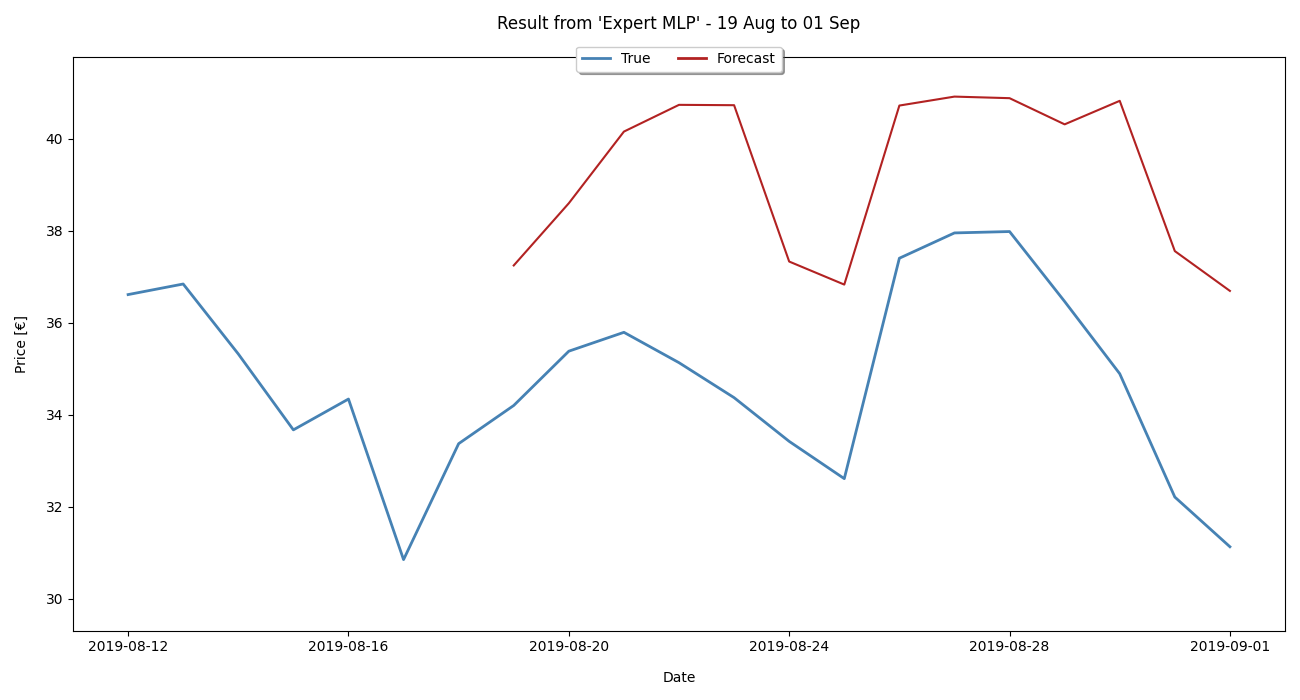 Result from 'Expert MLP' - 19 Aug to 01 Sep
True Forecast
Price [€]
40
38
36
34
32
30
2019-08-12 2019-08-16 2019-08-20 2019-08-24 2019-08-28 2019-09-01
Date